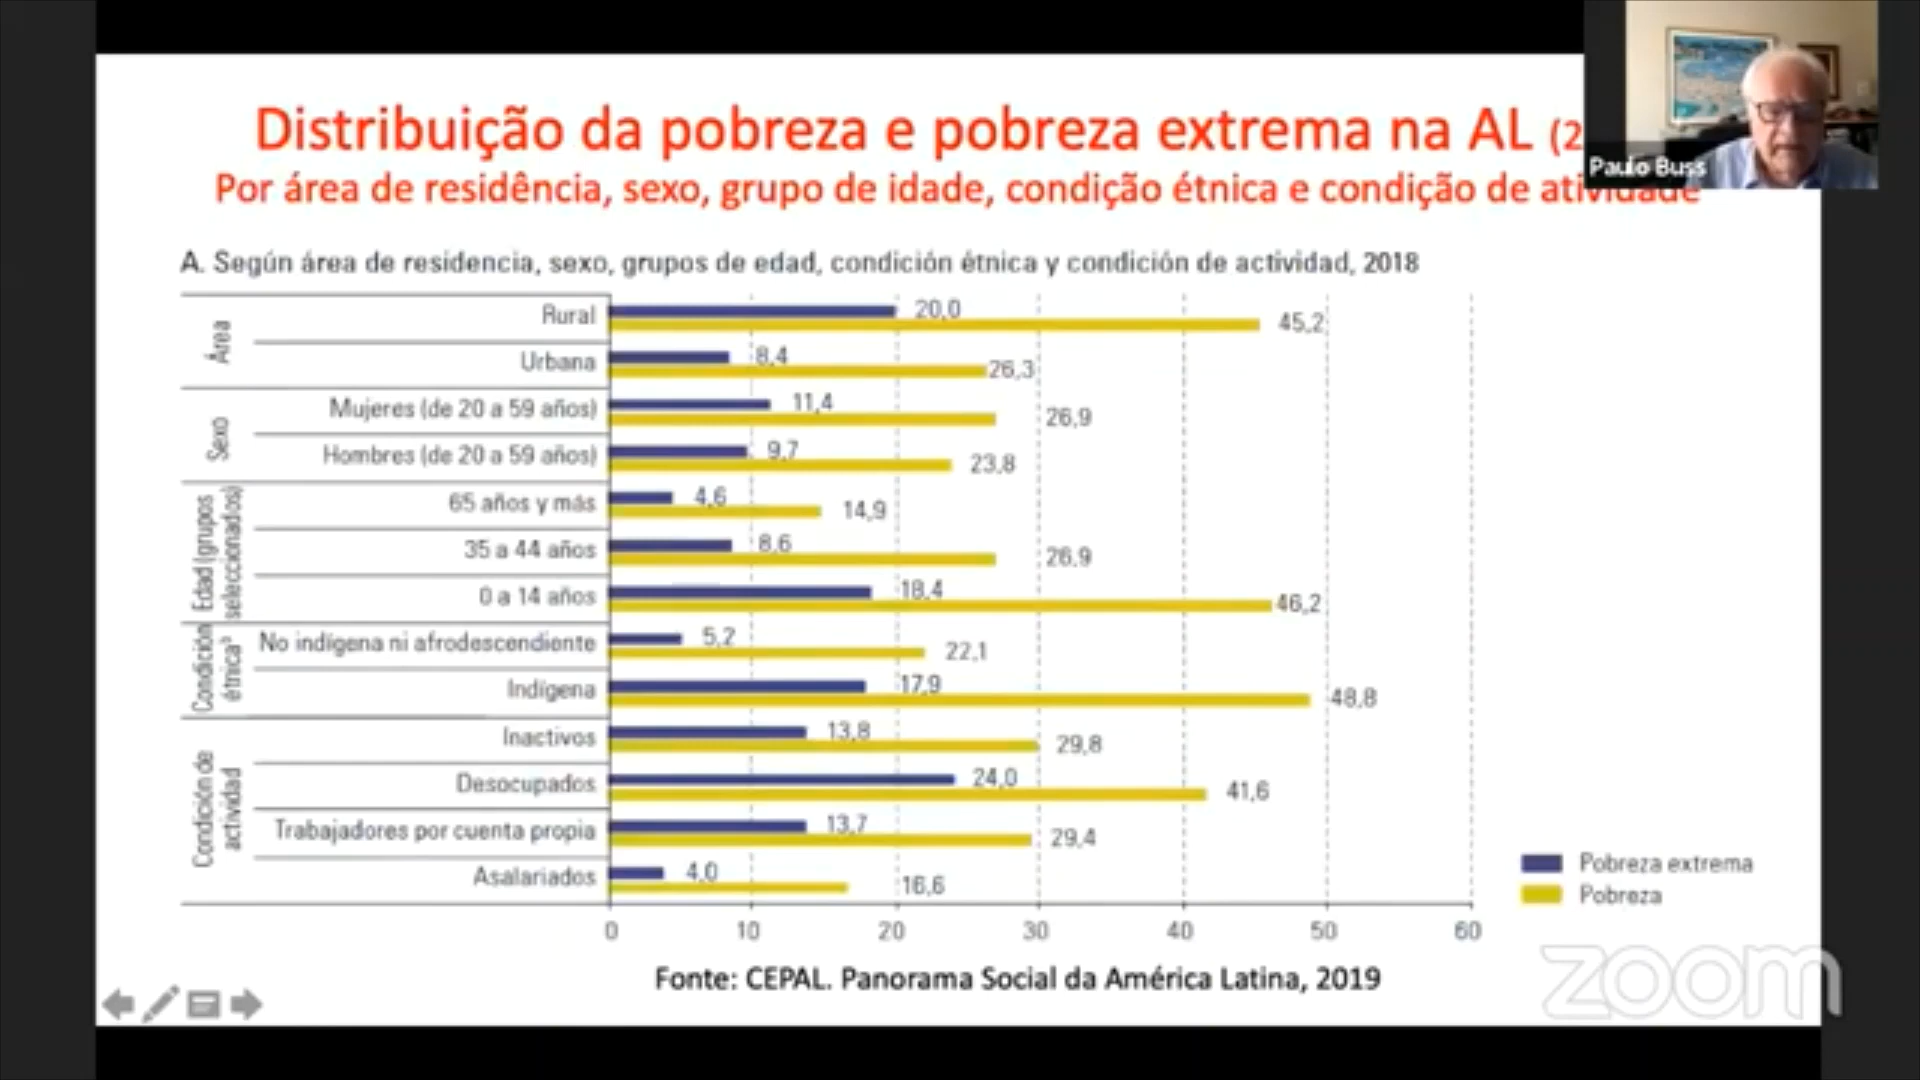 Distribuição da pobreza e pobreza extrema na AL (2
Por área de residência, sexo, grupo de idade, condição étnica e condição de atividade
Paulo Buss
A. Según área de residencia, sexo, grupos de edad, condición étnica y condición de actividad, 2018
Área
Rural 20,0 45,2
Urbana 8,4 26,3
Sexo
Mujeres (de 20 a 59 años) 11,4 26,9
Hombres (de 20 a 59 años) 9,7 23,8
Edad (grupos seleccionados)
65 años y más 4,6 14,9
35 a 44 años 8,6 26.9
0 a 14 años 18,4 46,2
Condición étnica
No indígena ni afrodescendiente 5,2 22,1
Indígena 17,9 48,8
Condición de actividad
Inactivos 13,8 29,8
Desocupados 24,0 41,6
Trabajadores por cuenta propia 13,7 29,4
Asalariados 4,0 16,6
0 10 20 30 40 50 60
Pobreza extrema
Pobreza
Fonte: CEPAL. Panorama Social da América Latina, 2019
zoom